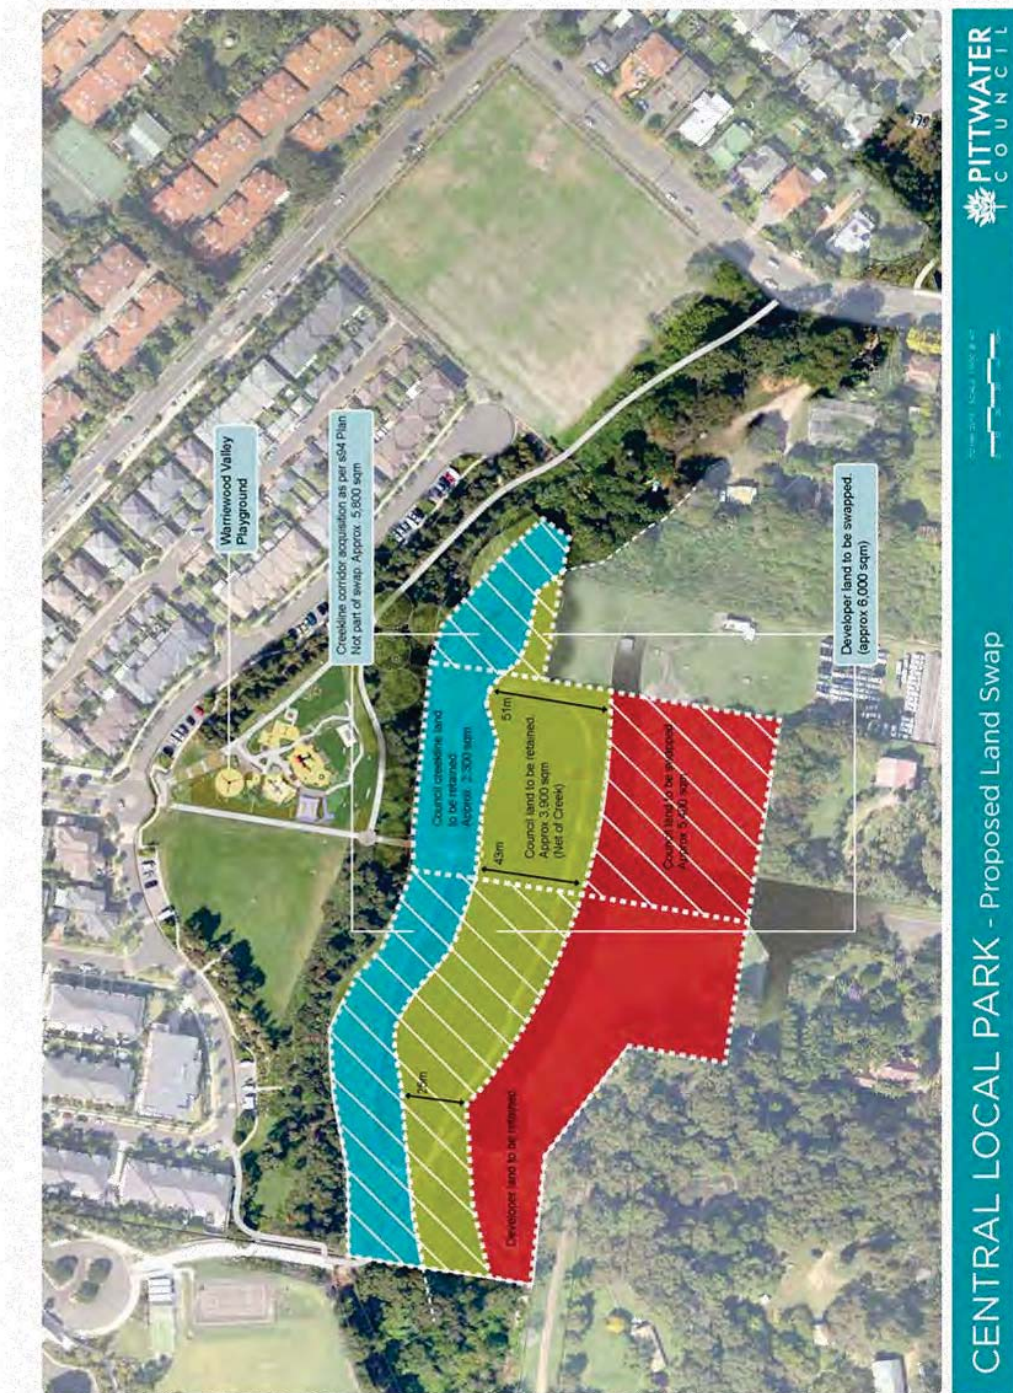 CENTRAL LOCAL PARK - Proposed Land Swap
PITTWATER
COUNCIL
Warriewood Valley
Playground
Creekline corridor acquisition as per s94 Plan
Not part of swap. Approx 5,800 sqm
Council creekline land
to be retained
Approx 2,300 sqm
51m
Council land to be retained.
Approx 3,900 sqm
(Net of Creek)
43m
Council land to be swapped
Approx 5,400 sqm
Developer land to be swapped.
(approx 6,000 sqm)
Developer land to be retained